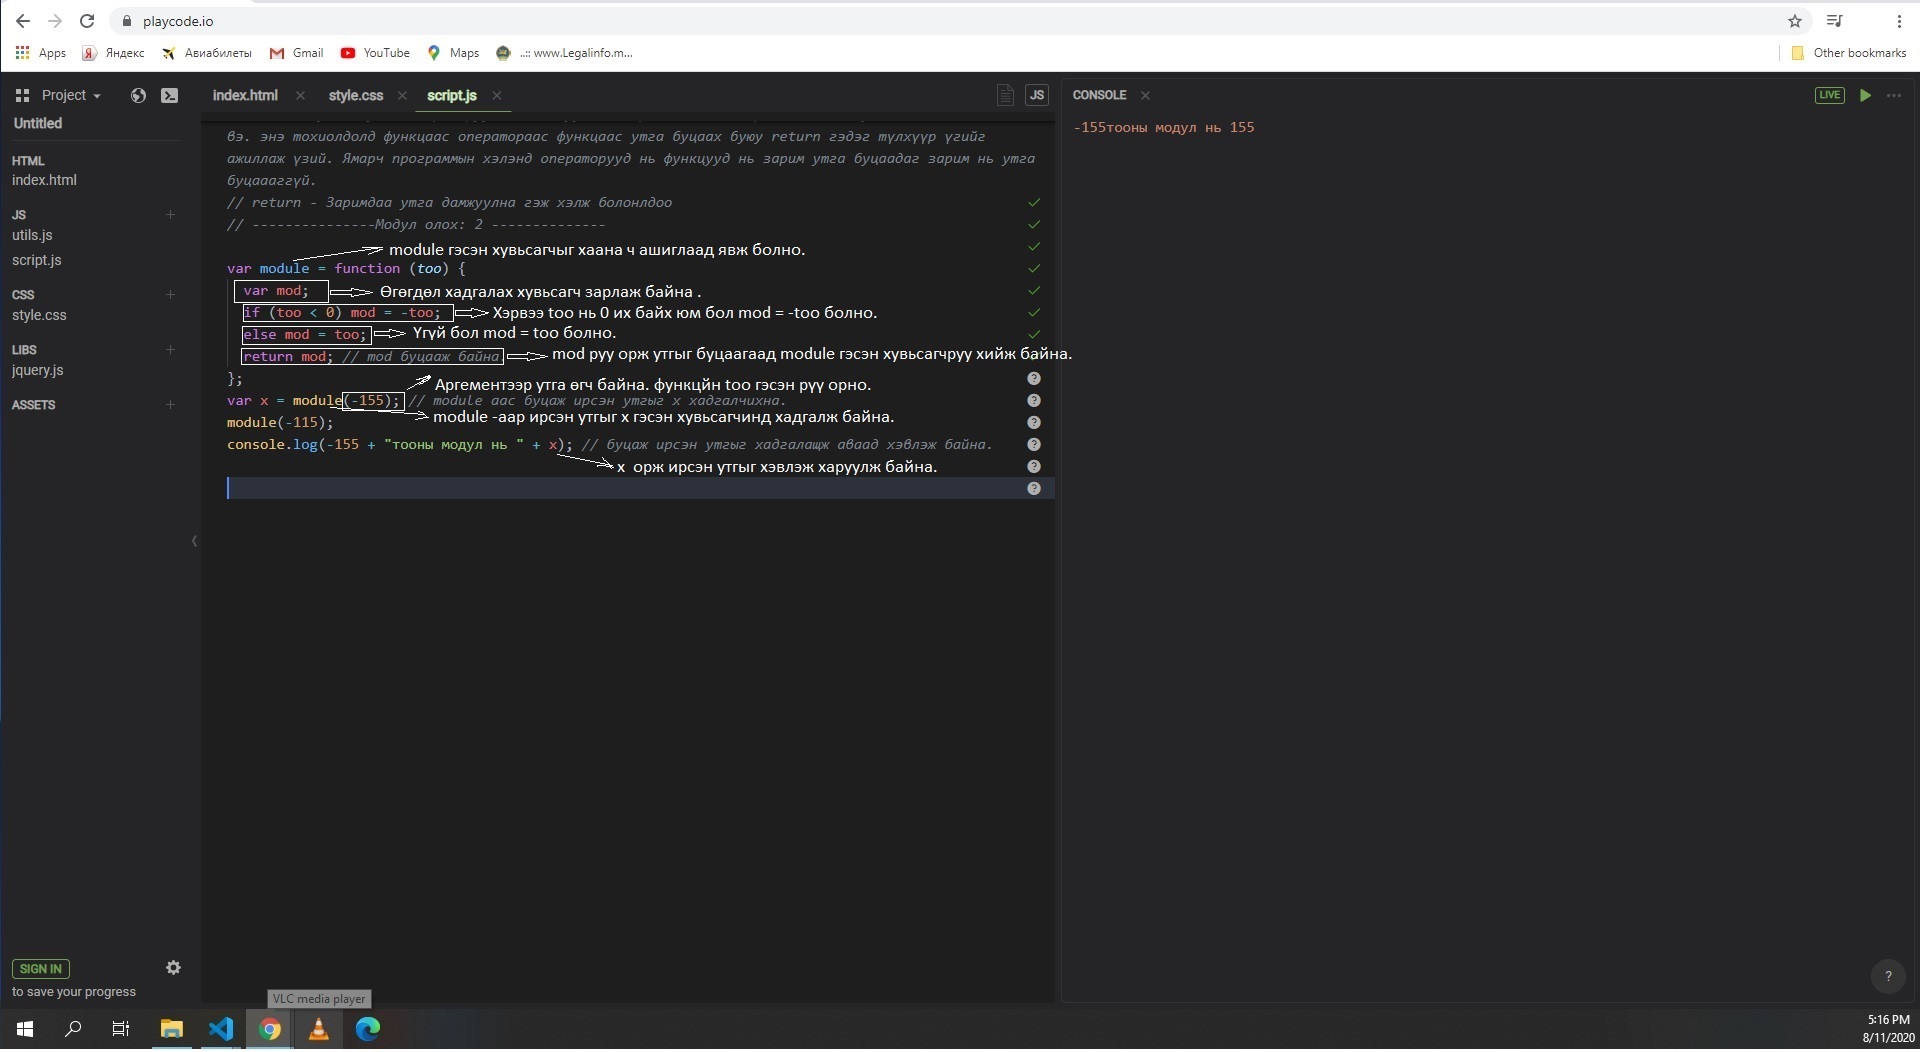 playcode.io
Apps Яндекс Авиабилеты Gmail YouTube Maps ..:: www.Legalinfo.m... Other bookmarks
Project
Untitled
HTML
index.html
JS
utils.js
script.js
CSS
style.css
LIBS
jquery.js
ASSETS
SIGN IN
to save your progress
index.html style.css script.js JS
вэ. энэ тохиолдолд функцаас оператораас функцаас утга буцаах буюу return гэдэг түлхүүр үгийг
ажиллаж үзий. Ямарч программын хэлэнд операторууд нь функцууд нь зарим утга буцаадаг зарим нь утга
буцааагггүй.
// return - Заримдаа утга дамжуулна гэж хэлж болонлдоо
// ---------------Модул олох: 2 --------------
module гэсэн хувьсагчыг хаана ч ашиглаад явж болно.
var module = function (too) {
var mod; Өгөгдөл хадгалах хувьсагч зарлаж байна .
if (too < 0) mod = -too; Хэрвээ too нь 0 их байх юм бол mod = -too болно.
else mod = too; Үгүй бол mod = too болно.
return mod; // mod буцааж байна. mod руу орж утгыг буцаагаад module гэсэн хувьсагчруу хийж байна.
};
Аргементээр утга өгч байна. функцйн too гэсэн рүү орно.
var x = module(-155); // module аас буцаж ирсэн утгыг x хадгалчихна.
module -аар ирсэн утгыг x гэсэн хувьсагчинд хадгалж байна.
module(-115);
console.log(-155 + "тооны модул нь " + x); // буцаж ирсэн утгыг хадгалащж аваад хэвлэж байна.
x орж ирсэн утгыг хэвлэж харуулж байна.
CONSOLE LIVE
-155тооны модул нь 155
VLC media player
5:16 PM
8/11/2020